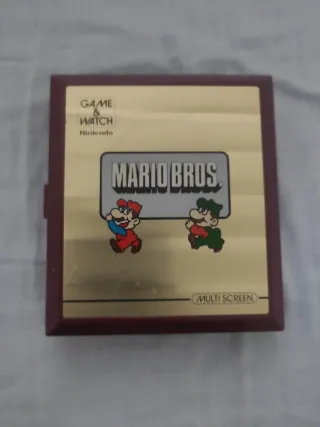 GAME
&
WATCH
Nintendo
MARIO BROS.
MULTI SCREEN